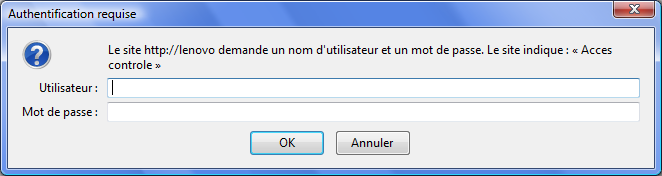 Authentification requise
Le site http://lenovo demande un nom d'utilisateur et un mot de passe. Le site indique : « Acces
controle »
Utilisateur :
Mot de passe :
OK Annuler